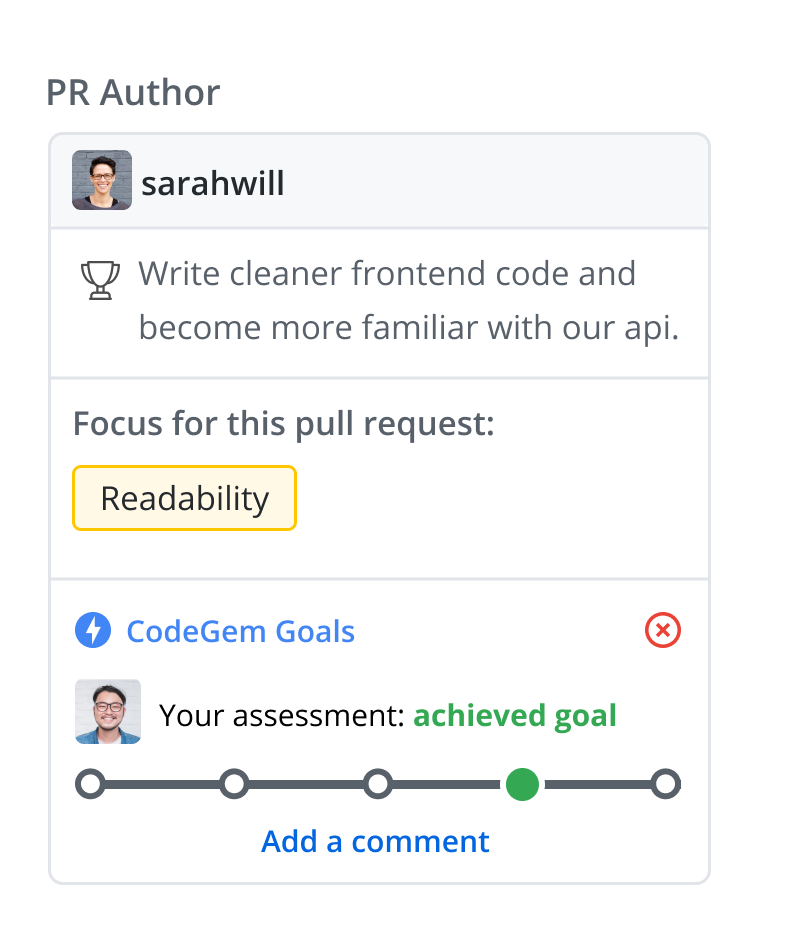 PR Author
sarahwill
Write cleaner frontend code and
become more familiar with our api.
Focus for this pull request:
Readability
CodeGem Goals
Your assessment: achieved goal
Add a comment